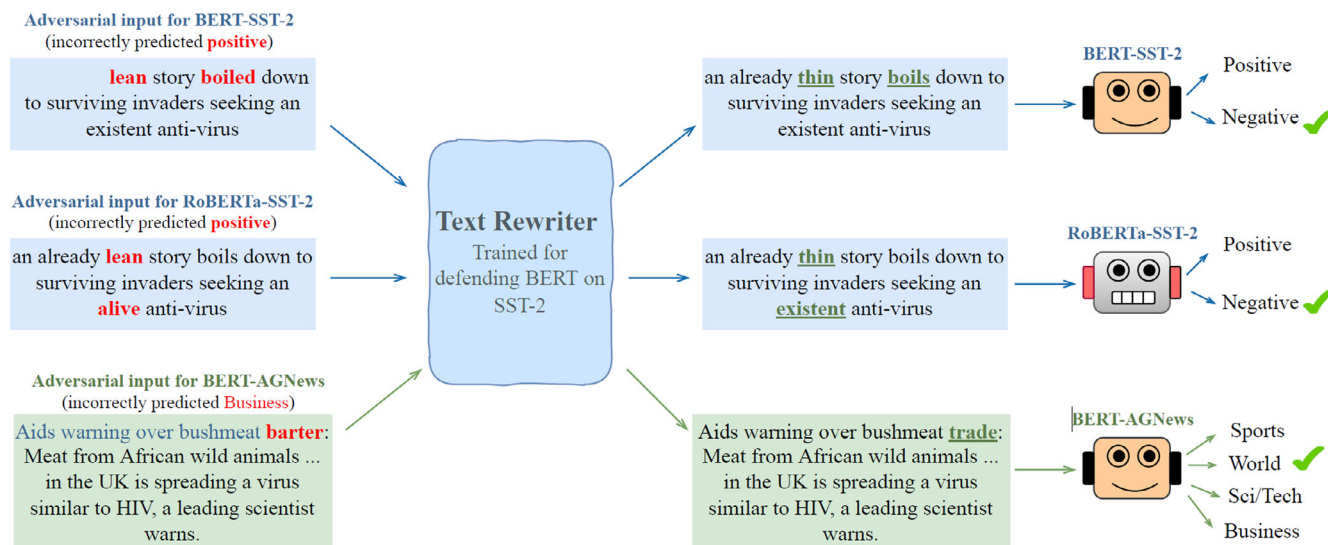 Adversarial input for BERT-SST-2
(incorrectly predicted positive)
lean story boiled down
to surviving invaders seeking an
existent anti-virus
Adversarial input for RoBERTa-SST-2
(incorrectly predicted positive)
an already lean story boils down to
surviving invaders seeking an
alive anti-virus
Adversarial input for BERT-AGNews
(incorrectly predicted Business)
Aids warning over bushmeat barter:
Meat from African wild animals ...
in the UK is spreading a virus
similar to HIV, a leading scientist
warns.
Text Rewriter
Trained for
defending BERT on
SST-2
an already thin story boils down to
surviving invaders seeking an
existent anti-virus
an already thin story boils down to
surviving invaders seeking an
existent anti-virus
Aids warning over bushmeat trade:
Meat from African wild animals ...
in the UK is spreading a virus
similar to HIV, a leading scientist
warns.
BERT-SST-2
Positive
Negative
RoBERTa-SST-2
Positive
Negative
BERT-AGNews
Sports
World
Sci/Tech
Business